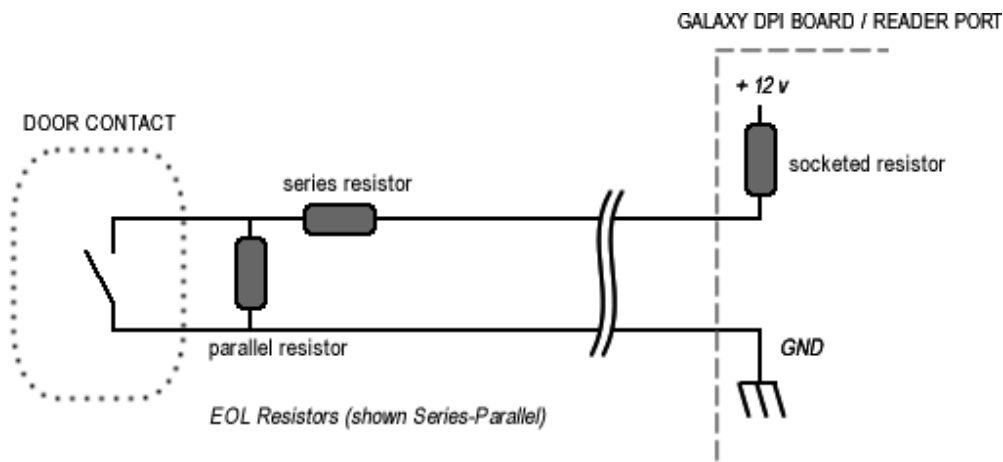 GALAXY DPI BOARD / READER PORT
+ 12 v
DOOR CONTACT
socketed resistor
series resistor
parallel resistor
GND
EOL Resistors (shown Series-Parallel)